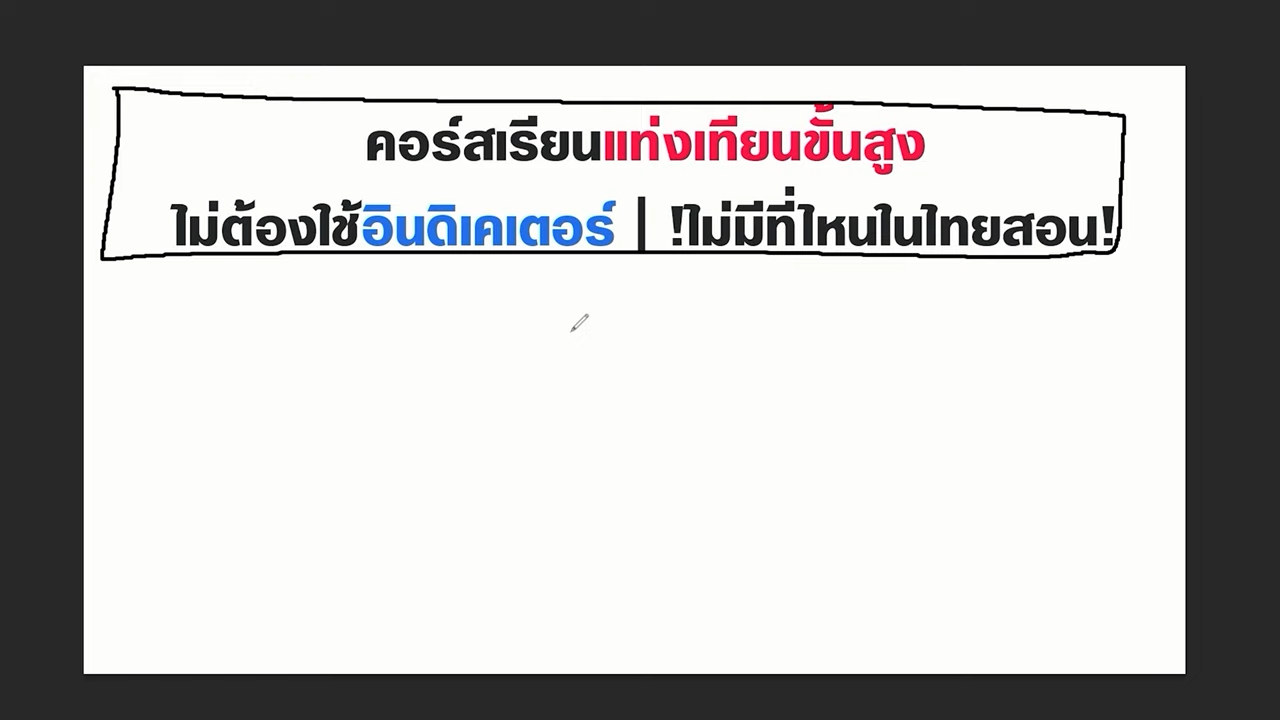 คอร์สเรียนแท่งเทียนขั้นสูง
ไม่ต้องใช้อินดิเคเตอร์ | !ไม่มีที่ไหนในไทยสอน!